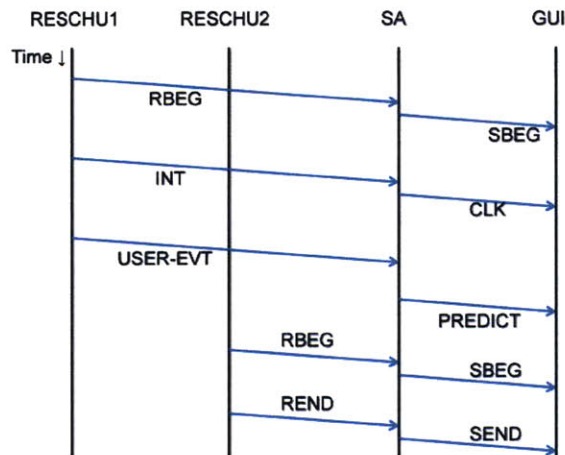 RESCHU1 RESCHU2 SA GUI
Time ↓
RBEG
SBEG
INT
CLK
USER-EVT
PREDICT
RBEG
SBEG
REND
SEND